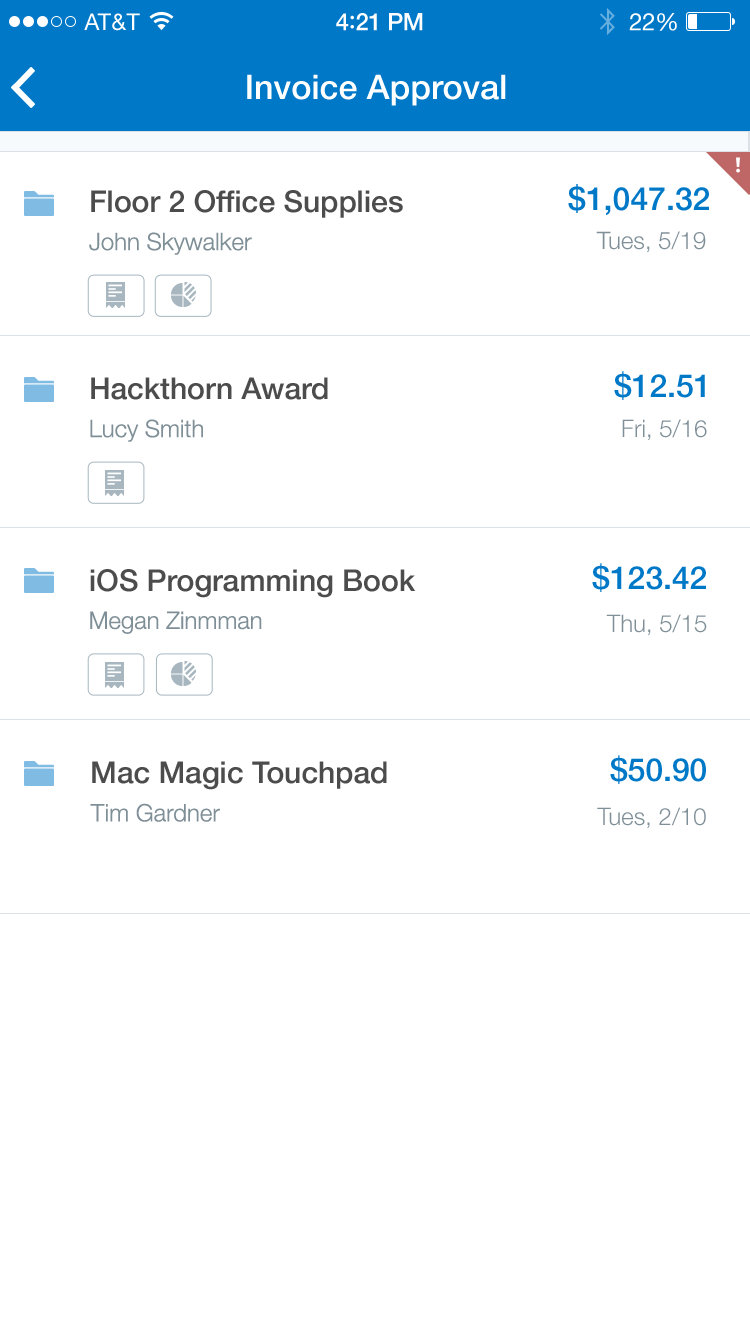 AT&T 4:21 PM 22%
Invoice Approval
!
Floor 2 Office Supplies $1,047.32
John Skywalker Tues, 5/19
Hackthorn Award $12.51
Lucy Smith Fri, 5/16
iOS Programming Book $123.42
Megan Zinmman Thu, 5/15
Mac Magic Touchpad $50.90
Tim Gardner Tues, 2/10